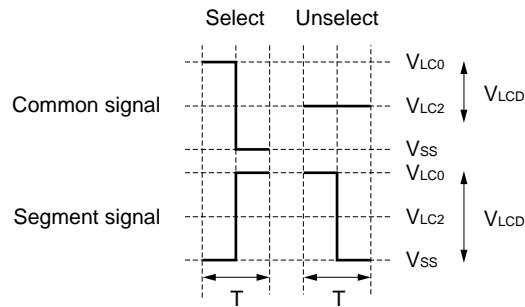 Select Unselect
VLC0
Common signal VLC2 VLCD
VSS
VLC0
Segment signal VLC2 VLCD
VSS
T T